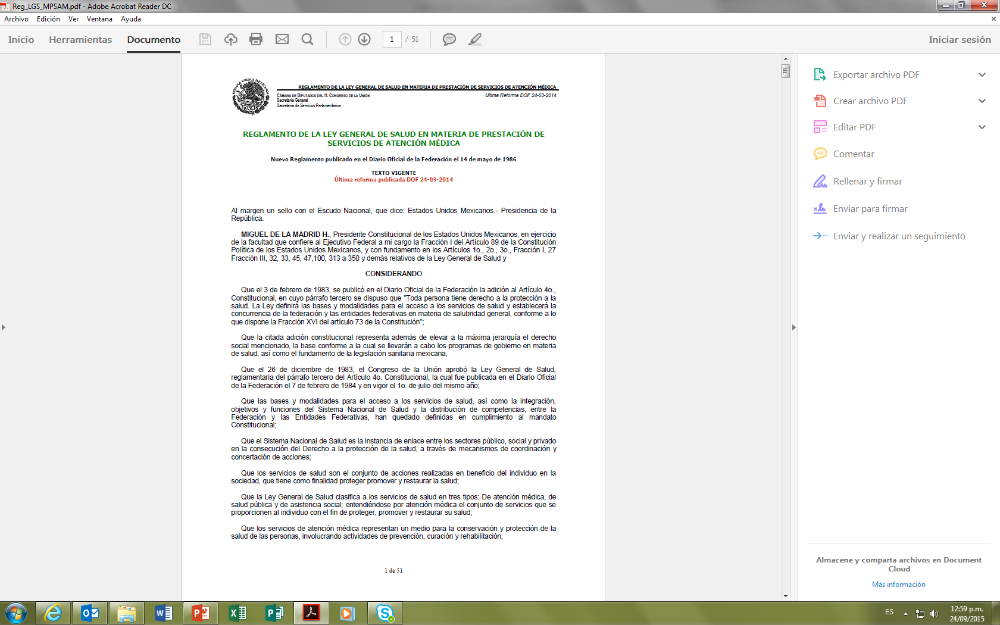 Reg_LGS_MPSAM.pdf - Adobe Acrobat Reader DC
Archivo Edición Ver Ventana Ayuda
Inicio Herramientas Documento 1 / 51 Iniciar sesión
ESTADOS UNIDOS MEXICANOS
REGLAMENTO DE LA LEY GENERAL DE SALUD EN MATERIA DE PRESTACIÓN DE SERVICIOS DE ATENCIÓN MÉDICA
CÁMARA DE DIPUTADOS DEL H. CONGRESO DE LA UNIÓN Última Reforma DOF 24-03-2014
Secretaría General
Secretaría de Servicios Parlamentarios
REGLAMENTO DE LA LEY GENERAL DE SALUD EN MATERIA DE PRESTACIÓN DE
SERVICIOS DE ATENCIÓN MÉDICA
Nuevo Reglamento publicado en el Diario Oficial de la Federación el 14 de mayo de 1986
TEXTO VIGENTE
Última reforma publicada DOF 24-03-2014
Al margen un sello con el Escudo Nacional, que dice: Estados Unidos Mexicanos.- Presidencia de la
República.
MIGUEL DE LA MADRID H., Presidente Constitucional de los Estados Unidos Mexicanos, en ejercicio
de la facultad que confiere al Ejecutivo Federal a mi cargo la Fracción I del Artículo 89 de la Constitución
Política de los Estados Unidos Mexicanos, y con fundamento en los Artículos 1o., 2o., 3o., Fracción I, 27
Fracción III, 32, 33, 45, 47,100, 313 a 350 y demás relativos de la Ley General de Salud y
CONSIDERANDO
Que el 3 de febrero de 1983, se publicó en el Diario Oficial de la Federación la adición al Artículo 4o.,
Constitucional, en cuyo párrafo tercero se dispuso que "Toda persona tiene derecho a la protección a la
salud. La Ley definirá las bases y modalidades para el acceso a los servicios de salud y establecerá la
concurrencia de la federación y las entidades federativas en materia de salubridad general, conforme a lo
que dispone la Fracción XVI del artículo 73 de la Constitución";
Que la citada adición constitucional representa además de elevar a la máxima jerarquía el derecho
social mencionado, la base conforme a la cual se llevarán a cabo los programas de gobierno en materia
de salud, así como el fundamento de la legislación sanitaria mexicana;
Que el 26 de diciembre de 1983, el Congreso de la Unión aprobó la Ley General de Salud,
reglamentaria del párrafo tercero del Artículo 4o. Constitucional, la cual fue publicada en el Diario Oficial
de la Federación el 7 de febrero de 1984 y en vigor el 1o. de julio del mismo año;
Que las bases y modalidades para el acceso a los servicios de salud, así como la integración,
objetivos y funciones del Sistema Nacional de Salud y la distribución de competencias, entre la
Federación y las Entidades Federativas, han quedado definidas en cumplimiento al mandato
Constitucional;
Que el Sistema Nacional de Salud es la instancia de enlace entre los sectores público, social y privado
en la consecución del Derecho a la protección de la salud, a través de mecanismos de coordinación y
concertación de acciones;
Que los servicios de salud son el conjunto de acciones realizadas en beneficio del individuo en la
sociedad, que tiene como finalidad proteger promover y restaurar la salud;
Que la Ley General de Salud clasifica a los servicios de salud en tres tipos: De atención médica, de
salud pública y de asistencia social; entendiéndose por atención médica el conjunto de servicios que se
proporcionen al individuo con el fin de proteger, promover y restaurar su salud;
Que los servicios de atención médica representan un medio para la conservación y protección de la
salud de las personas, involucrando actividades de prevención, curación y rehabilitación;
1 de 51
Exportar archivo PDF
Crear archivo PDF
Editar PDF
Comentar
Rellenar y firmar
Enviar para firmar
Enviar y realizar un seguimiento
Almacene y comparta archivos en Document
Cloud
Más información
ES
12:59 p.m.
24/09/2015